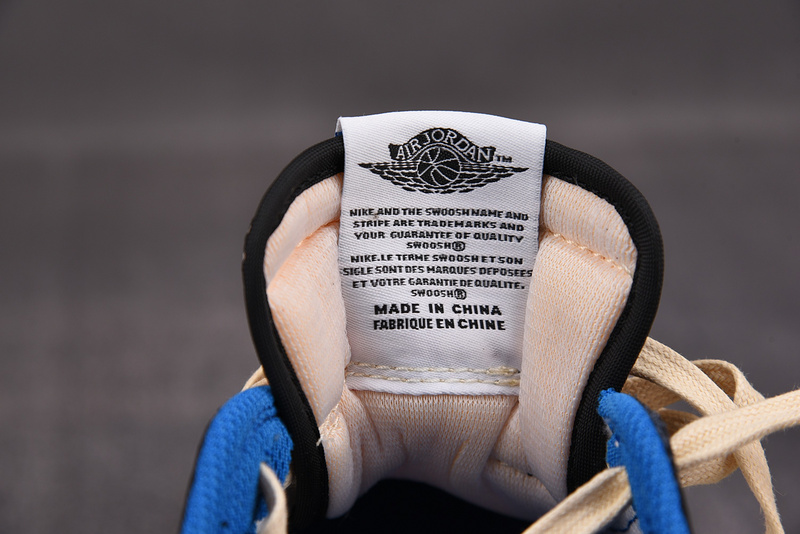 AIR JORDAN™
NIKE AND THE SWOOSH NAME AND
STRIPE ARE TRADEMARKS AND
YOUR GUARANTEE OF QUALITY
SWOOSH®
NIKE.LE TERME SWOOSH ET SON
SIGLE SONT DES MARQUES DEPOSEES
ET VOTRE GARANTIE DE QUALITE.
SWOOSH®
MADE IN CHINA
FABRIQUE EN CHINE